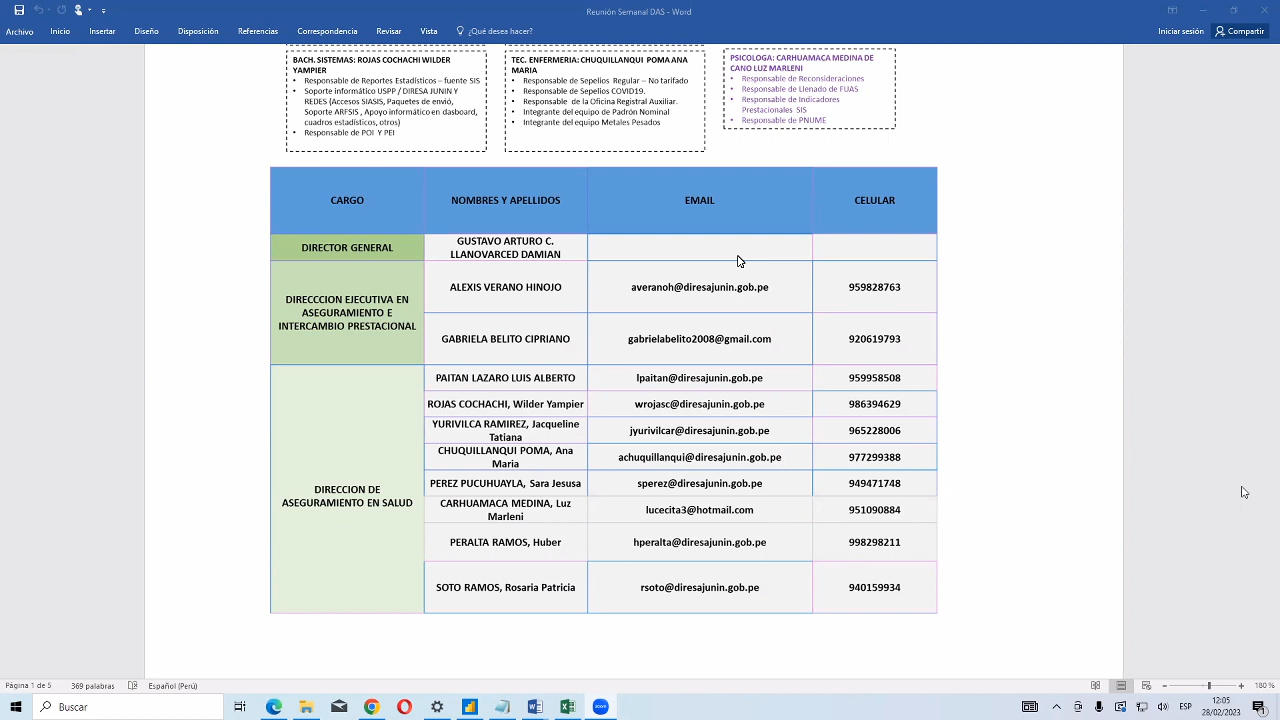 Reunión Semanal DAS - Word
Archivo Inicio Insertar Diseño Disposición Referencias Correspondencia Revisar Vista ¿Qué desea hacer? Iniciar sesión Compartir
BACH. SISTEMAS: ROJAS COCHACHI WILDER
YAMPIER
• Responsable de Reportes Estadísticos – fuente SIS
• Soporte informático USPP / DIRESA JUNIN Y
REDES (Accesos SIASIS, Paquetes de envió,
Soporte ARFSIS , Apoyo informático en dasboard,
cuadros estadísticos, otros)
• Responsable de POI Y PEI
TEC. ENFERMERIA: CHUQUILLANQUI POMA ANA
MARIA
• Responsable de Sepelios Regular – No tarifado
• Responsable de Sepelios COVID19.
• Responsable de la Oficina Registral Auxiliar.
• Integrante del equipo de Padrón Nominal
• Integrante del equipo Metales Pesados
PSICOLOGA: CARHUAMACA MEDINA DE
CANO LUZ MARLENI
• Responsable de Reconsideraciones
• Responsable de Llenado de FUAS
• Responsable de Indicadores
Prestacionales SIS
• Responsable de PNUME
CARGO NOMBRES Y APELLIDOS EMAIL CELULAR
DIRECTOR GENERAL
GUSTAVO ARTURO C.
LLANOVARCED DAMIAN
DIRECCCION EJECUTIVA EN
ASEGURAMIENTO E
INTERCAMBIO PRESTACIONAL
ALEXIS VERANO HINOJO averanoh@diresajunin.gob.pe 959828763
GABRIELA BELITO CIPRIANO gabrielabelito2008@gmail.com 920619793
DIRECCION DE
ASEGURAMIENTO EN SALUD
PAITAN LAZARO LUIS ALBERTO lpaitan@diresajunin.gob.pe 959958508
ROJAS COCHACHI, Wilder Yampier wrojasc@diresajunin.gob.pe 986394629
YURIVILCA RAMIREZ, Jacqueline
Tatiana
jyurivilcar@diresajunin.gob.pe 965228006
CHUQUILLANQUI POMA, Ana
Maria
achuquillanqui@diresajunin.gob.pe 977299388
PEREZ PUCUHUAYLA, Sara Jesusa sperez@diresajunin.gob.pe 949471748
CARHUAMACA MEDINA, Luz
Marleni
lucecita3@hotmail.com 951090884
PERALTA RAMOS, Huber hperalta@diresajunin.gob.pe 998298211
SOTO RAMOS, Rosaria Patricia rsoto@diresajunin.gob.pe 940159934
Página 1 de 5 369 palabras Español (Perú) 180 %
Buscar
zoom
ESP
12:05
28/02/2023